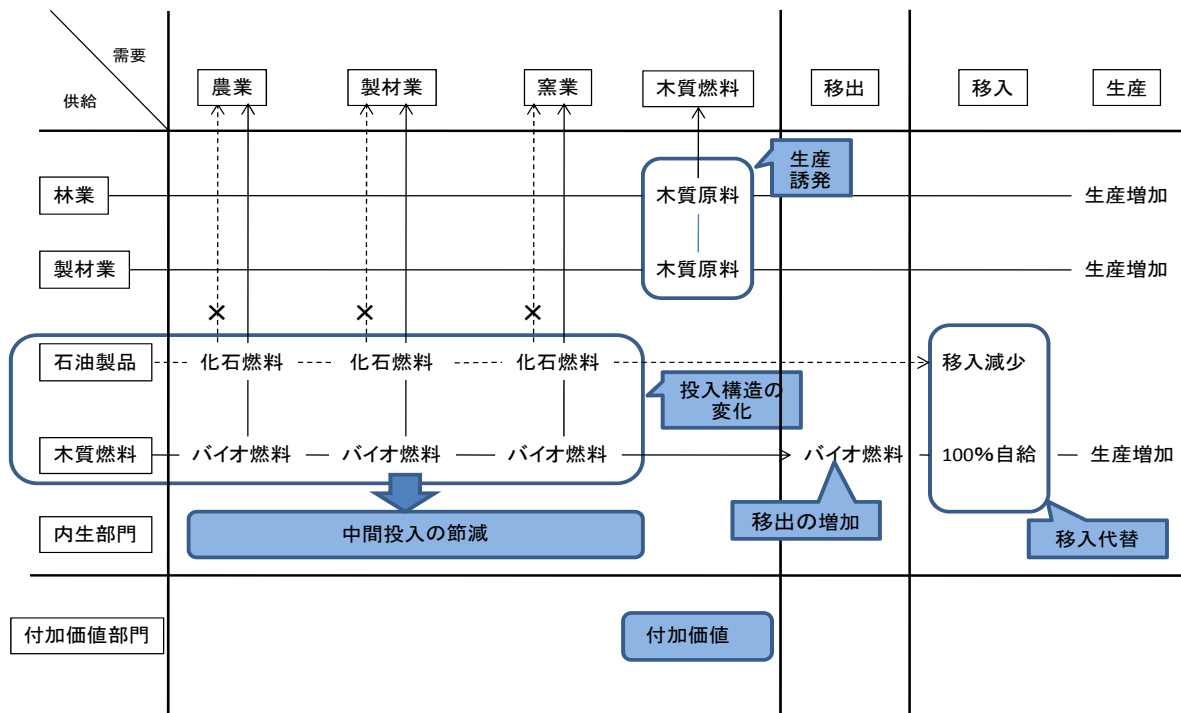 需要
供給
農業
製材業
窯業
木質燃料
移出
移入
生産
生産
誘発
林業
木質原料
生産増加
製材業
木質原料
生産増加
×
×
×
石油製品
化石燃料
化石燃料
化石燃料
移入減少
投入構造の
変化
木質燃料
バイオ燃料
バイオ燃料
バイオ燃料
バイオ燃料
100%自給
生産増加
内生部門
中間投入の節減
移出の増加
移入代替
付加価値部門
付加価値